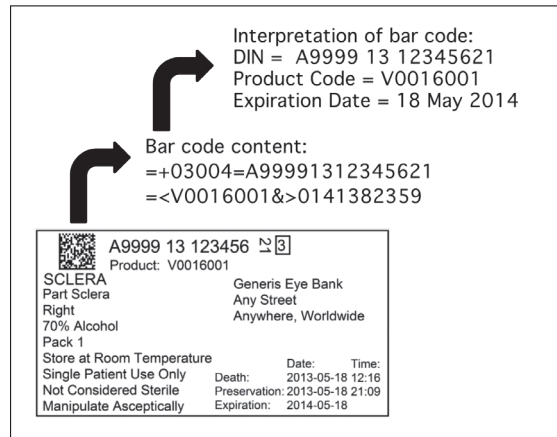 Interpretation of bar code:
DIN = A9999 13 12345621
Product Code = V0016001
Expiration Date = 18 May 2014
Bar code content:
=+03004=A99991312345621
=<V0016001&>0141382359
A9999 13 123456 21 3
Product: V0016001
SCLERA
Part Sclera
Right
70% Alcohol
Pack 1
Store at Room Temperature
Single Patient Use Only
Not Considered Sterile
Manipulate Asceptically
Generis Eye Bank
Any Street
Anywhere, Worldwide
Date: Time:
Death: 2013-05-18 12:16
Preservation: 2013-05-18 21:09
Expiration: 2014-05-18